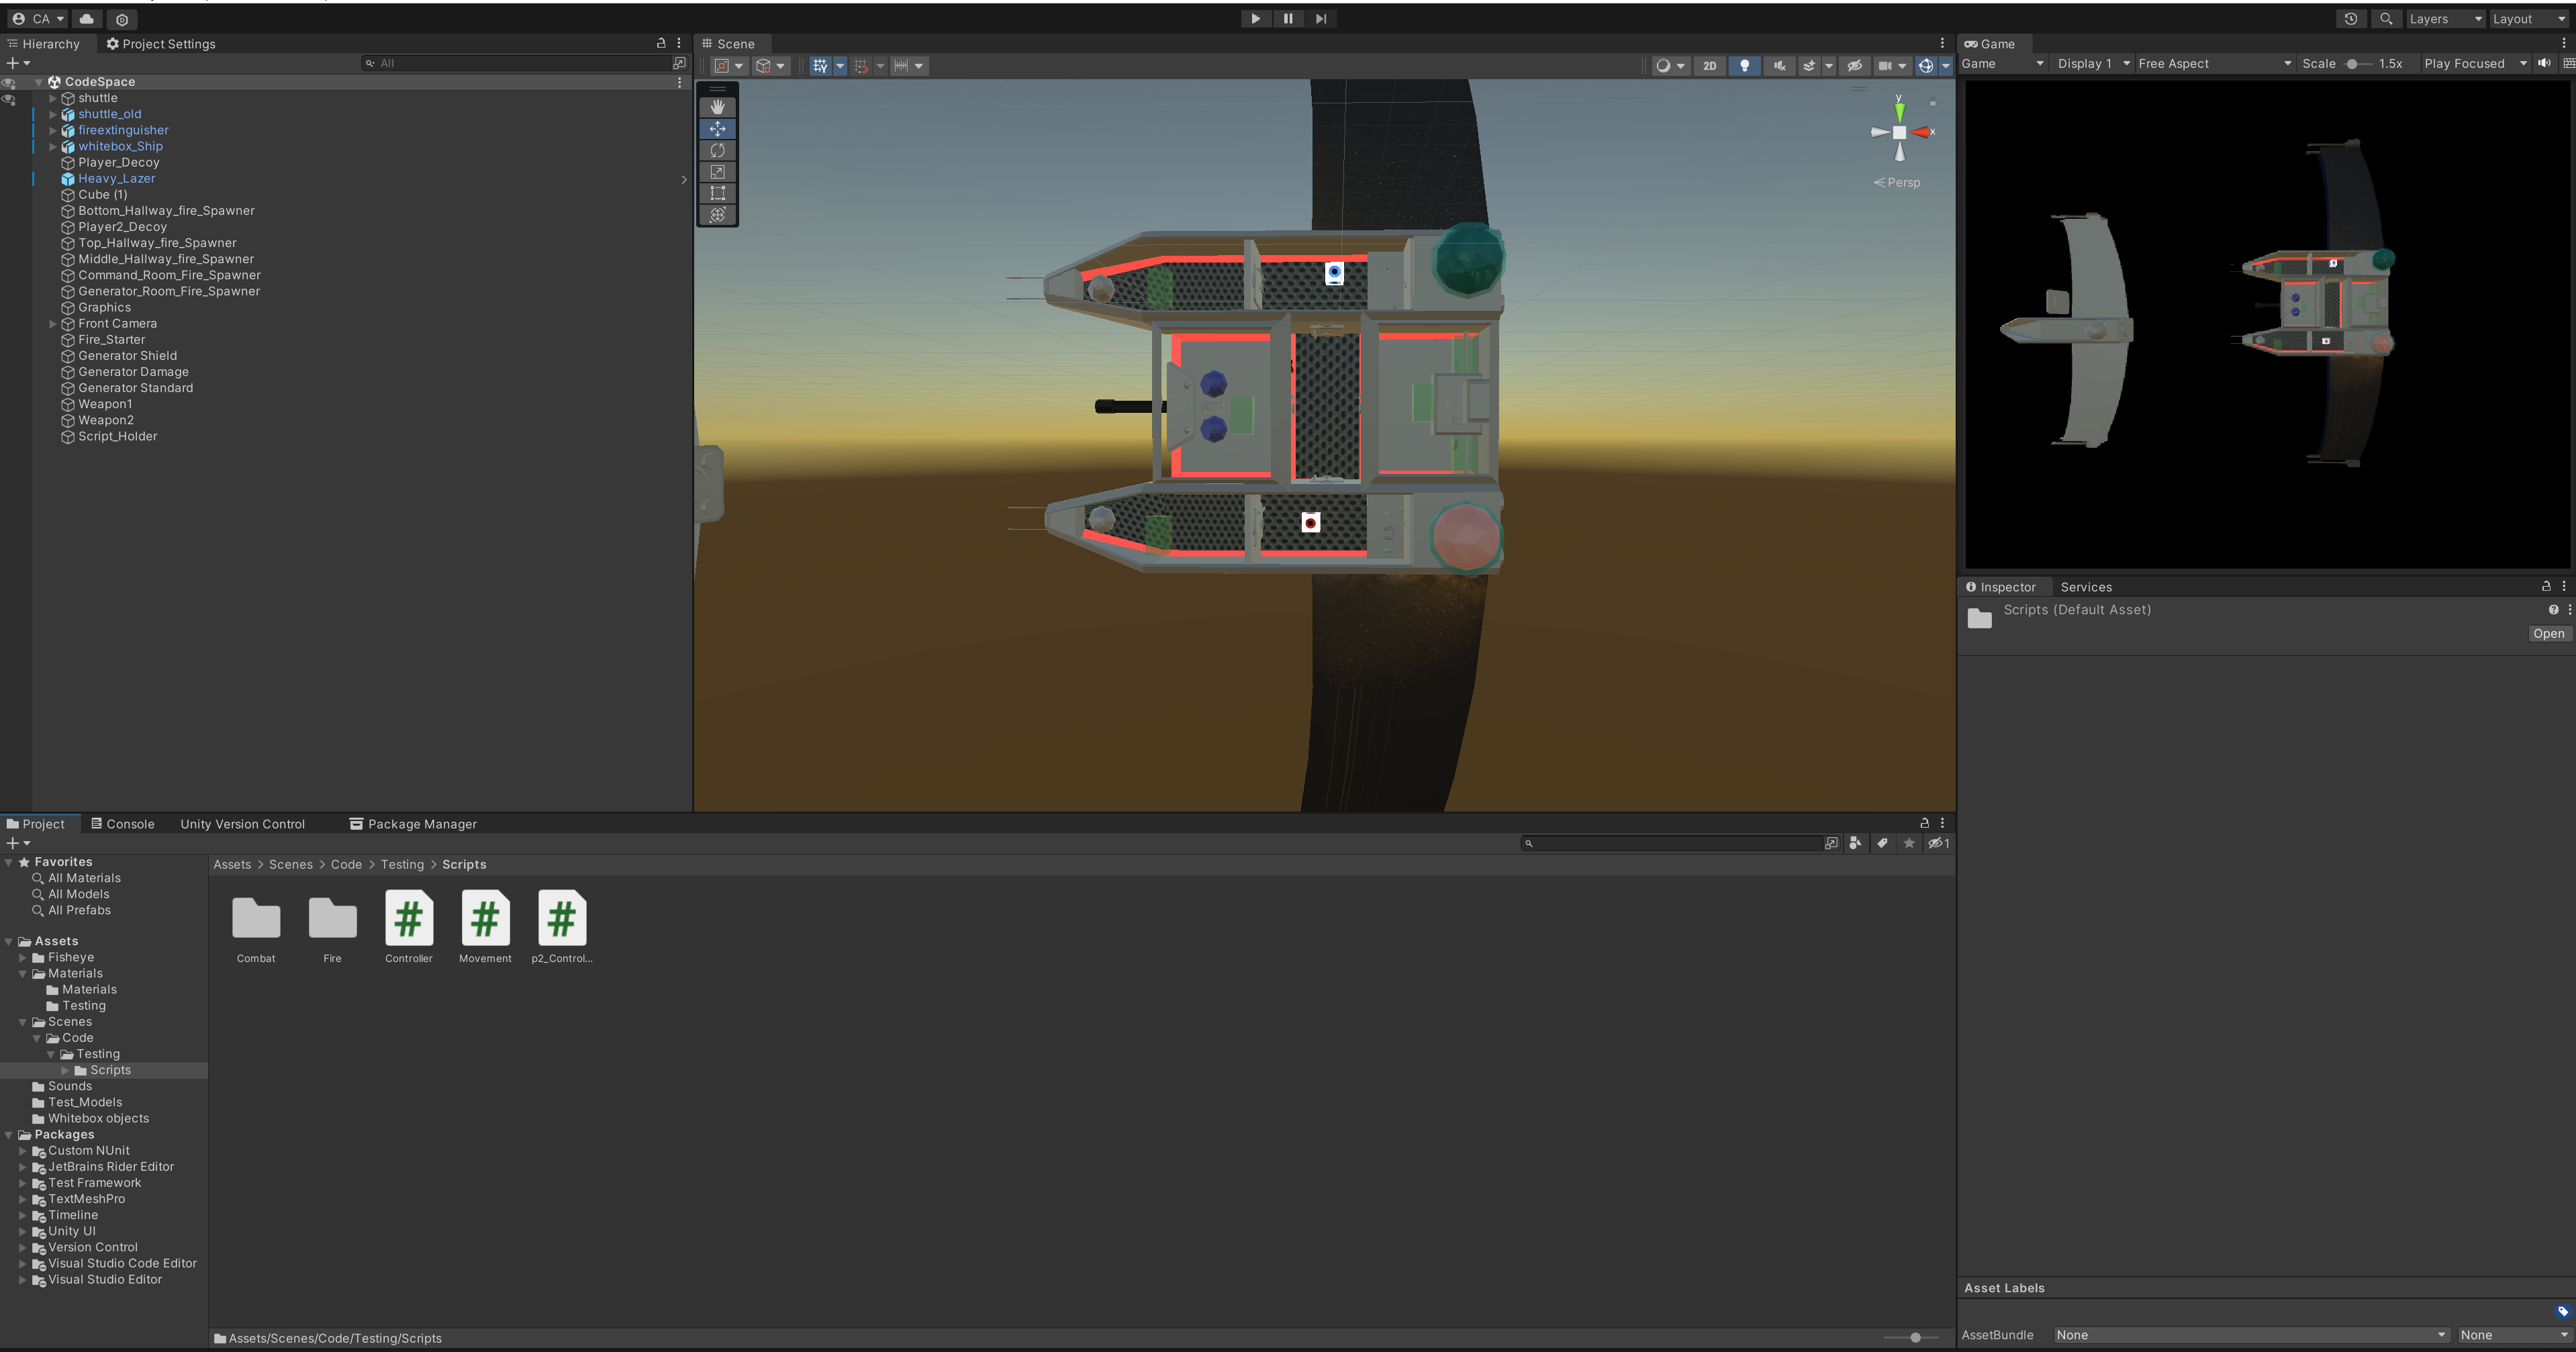 CA
Layers
Layout
Hierarchy
Project Settings
All
CodeSpace
shuttle
shuttle_old
fireextinguisher
whitebox_Ship
Player_Decoy
Heavy_Lazer
Cube (1)
Bottom_Hallway_fire_Spawner
Player2_Decoy
Top_Hallway_fire_Spawner
Middle_Hallway_fire_Spawner
Command_Room_Fire_Spawner
Generator_Room_Fire_Spawner
Graphics
Front Camera
Fire_Starter
Generator Shield
Generator Damage
Generator Standard
Weapon1
Weapon2
Script_Holder
Scene
2D
y
x
Persp
Game
Game
Display 1
Free Aspect
Scale
1.5x
Play Focused
Inspector
Services
Scripts (Default Asset)
Open
Project
Console
Unity Version Control
Package Manager
1
Favorites
All Materials
All Models
All Prefabs
Assets
Fisheye
Materials
Materials
Testing
Scenes
Code
Testing
Scripts
Sounds
Test_Models
Whitebox objects
Packages
Custom NUnit
JetBrains Rider Editor
Test Framework
TextMeshPro
Timeline
Unity UI
Version Control
Visual Studio Code Editor
Visual Studio Editor
Assets > Scenes > Code > Testing > Scripts
Combat
Fire
Controller
Movement
p2_Control...
Assets/Scenes/Code/Testing/Scripts
Asset Labels
AssetBundle
None
None